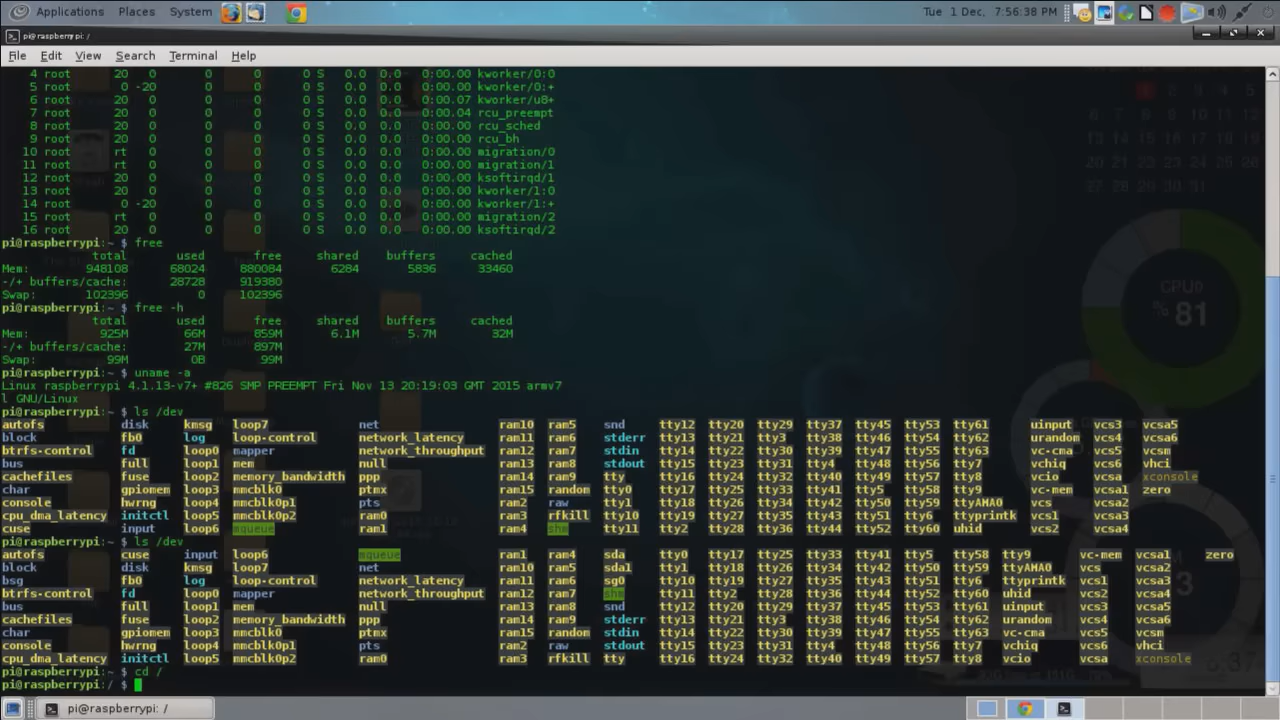 Applications Places System Tue 1 Dec, 7:56:38 PM
pi@raspberrypi: /
File Edit View Search Terminal Help
4 root 20 0 0 0 0 S 0.0 0.0 0:00.00 kworker/0:0
5 root 0 -20 0 0 0 S 0.0 0.0 0:00.00 kworker/0:+
6 root 20 0 0 0 0 S 0.0 0.0 0:00.07 kworker/u8+
7 root 20 0 0 0 0 S 0.0 0.0 0:00.04 rcu_preempt
8 root 20 0 0 0 0 S 0.0 0.0 0:00.00 rcu_sched
9 root 20 0 0 0 0 S 0.0 0.0 0:00.00 rcu_bh
10 root rt 0 0 0 0 S 0.0 0.0 0:00.00 migration/0
11 root rt 0 0 0 0 S 0.0 0.0 0:00.00 migration/1
12 root 20 0 0 0 0 S 0.0 0.0 0:00.00 ksoftirqd/1
13 root 20 0 0 0 0 S 0.0 0.0 0:00.00 kworker/1:0
14 root 0 -20 0 0 0 S 0.0 0.0 0:00.00 kworker/1:+
15 root rt 0 0 0 0 S 0.0 0.0 0:00.00 migration/2
16 root 20 0 0 0 0 S 0.0 0.0 0:00.00 ksoftirqd/2
pi@raspberrypi:~ $ free
total used free shared buffers cached
Mem: 948108 68024 880084 6284 5836 33460
-/+ buffers/cache: 28728 919380
Swap: 102396 0 102396
pi@raspberrypi:~ $ free -h
total used free shared buffers cached
Mem: 925M 66M 859M 6.1M 5.7M 32M
-/+ buffers/cache: 27M 897M
Swap: 99M 0B 99M
pi@raspberrypi:~ $ uname -a
Linux raspberrypi 4.1.13-v7+ #826 SMP PREEMPT Fri Nov 13 20:19:03 GMT 2015 armv7
l GNU/Linux
pi@raspberrypi:~ $ ls /dev
autofs disk kmsg loop7 net ram10 ram5 snd tty12 tty20 tty29 tty37 tty45 tty53 tty61 uinput vcs3 vcsa5
block fb0 log loop-control network_latency ram11 ram6 stderr tty13 tty21 tty3 tty38 tty46 tty54 tty62 urandom vcs4 vcsa6
btrfs-control fd loop0 mapper network_throughput ram12 ram7 stdin tty14 tty22 tty30 tty39 tty47 tty55 tty63 vc-cma vcs5 vcsm
bus full loop1 mem null ram13 ram8 stdout tty15 tty23 tty31 tty4 tty48 tty56 tty7 vchiq vcs6 vhci
cachefiles fuse loop2 memory_bandwidth ppp ram14 ram9 tty tty16 tty24 tty32 tty40 tty49 tty57 tty8 vcio vcsa xconsole
char gpiomem loop3 mmcblk0 ptmx ram15 random tty0 tty17 tty25 tty33 tty41 tty5 tty58 tty9 vc-mem vcsa1 zero
console hwrng loop4 mmcblk0p1 pts ram2 raw tty1 tty18 tty26 tty34 tty42 tty50 tty59 ttyAMA0 vcs vcsa2
cpu_dma_latency initctl loop5 mmcblk0p2 ram0 ram3 rfkill tty10 tty19 tty27 tty35 tty43 tty51 tty6 ttyprintk vcs1 vcsa3
cuse input loop6 mqueue ram1 ram4 shm tty11 tty2 tty28 tty36 tty44 tty52 tty60 uhid vcs2 vcsa4
pi@raspberrypi:~ $ ls /dev
autofs cuse input loop6 mqueue ram1 ram4 sda tty0 tty17 tty25 tty33 tty41 tty5 tty58 tty9 vc-mem vcsa1 zero
block disk kmsg loop7 net ram10 ram5 sda1 tty1 tty18 tty26 tty34 tty42 tty50 tty59 ttyAMA0 vcs vcsa2
bsg fb0 log loop-control network_latency ram11 ram6 sg0 tty10 tty19 tty27 tty35 tty43 tty51 tty6 ttyprintk vcs1 vcsa3
btrfs-control fd loop0 mapper network_throughput ram12 ram7 shm tty11 tty2 tty28 tty36 tty44 tty52 tty60 uhid vcs2 vcsa4
bus full loop1 mem null ram13 ram8 snd tty12 tty20 tty29 tty37 tty45 tty53 tty61 uinput vcs3 vcsa5
cachefiles fuse loop2 memory_bandwidth ppp ram14 ram9 stderr tty13 tty21 tty3 tty38 tty46 tty54 tty62 urandom vcs4 vcsa6
char gpiomem loop3 mmcblk0 ptmx ram15 random stdin tty14 tty22 tty30 tty39 tty47 tty55 tty63 vc-cma vcs5 vcsm
console hwrng loop4 mmcblk0p1 pts ram2 raw stdout tty15 tty23 tty31 tty4 tty48 tty56 tty7 vchiq vcs6 vhci
cpu_dma_latency initctl loop5 mmcblk0p2 ram0 ram3 rfkill tty tty16 tty24 tty32 tty40 tty49 tty57 tty8 vcio vcsa xconsole
pi@raspberrypi:~ $ cd /
pi@raspberrypi:/ $
CPU0
% 81
pi@raspberrypi: /